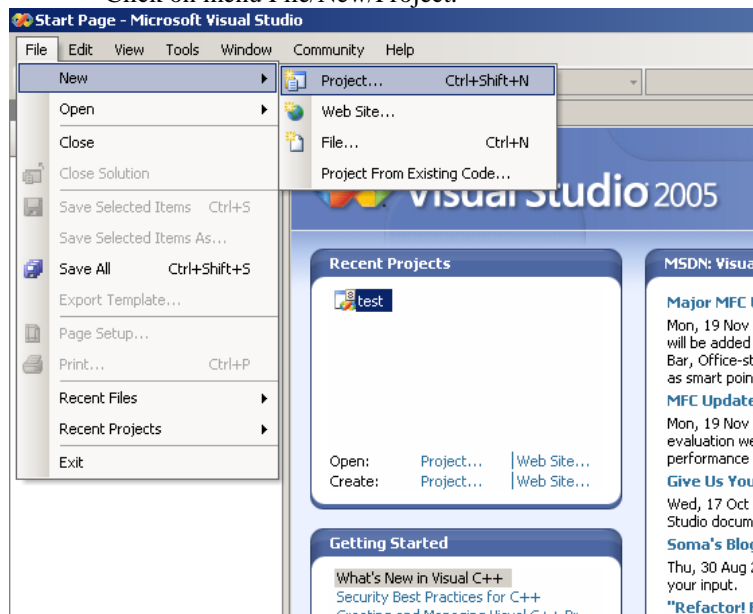 Click on menu File/New/Project.
Start Page - Microsoft Visual Studio
File Edit View Tools Window Community Help
New
Project... Ctrl+Shift+N
Open
Web Site...
Close
File... Ctrl+N
Close Solution
Project From Existing Code...
Visual Studio 2005
Save Selected Items Ctrl+S
Save Selected Items As...
Save All Ctrl+Shift+S
Export Template...
Page Setup...
Print... Ctrl+P
Recent Files
Recent Projects
Exit
Recent Projects
test
Open: Project... Web Site...
Create: Project... Web Site...
Getting Started
What's New in Visual C++
Security Best Practices for C++
Creating and Managing Visual C++
MSDN: Visua
Major MFC
Mon, 19 Nov
will be added
Bar, Office-st
as smart poin
MFC Update
Mon, 19 Nov
evaluation we
performance
Give Us You
Wed, 17 Oct
Studio docum
Soma's Blog
Thu, 30 Aug
your input.
"Refactor!